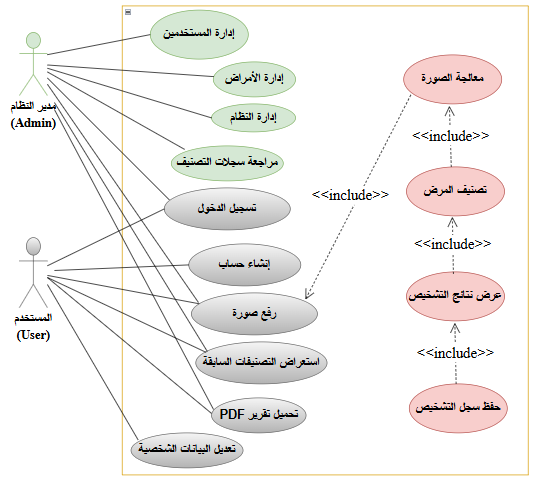 إدارة المستخدمين
إدارة الأمراض
إدارة النظام
مراجعة سجلات التصنيف
تسجيل الدخول
إنشاء حساب
رفع صورة
استعراض التصنيفات السابقة
تحميل تقرير PDF
تعديل البيانات الشخصية
مدير النظام
(Admin)
المستخدم
(User)
<<include>>
معالجة الصورة
<<include>>
تصنيف المرض
<<include>>
عرض نتائج التشخيص
<<include>>
حفظ سجل التشخيص